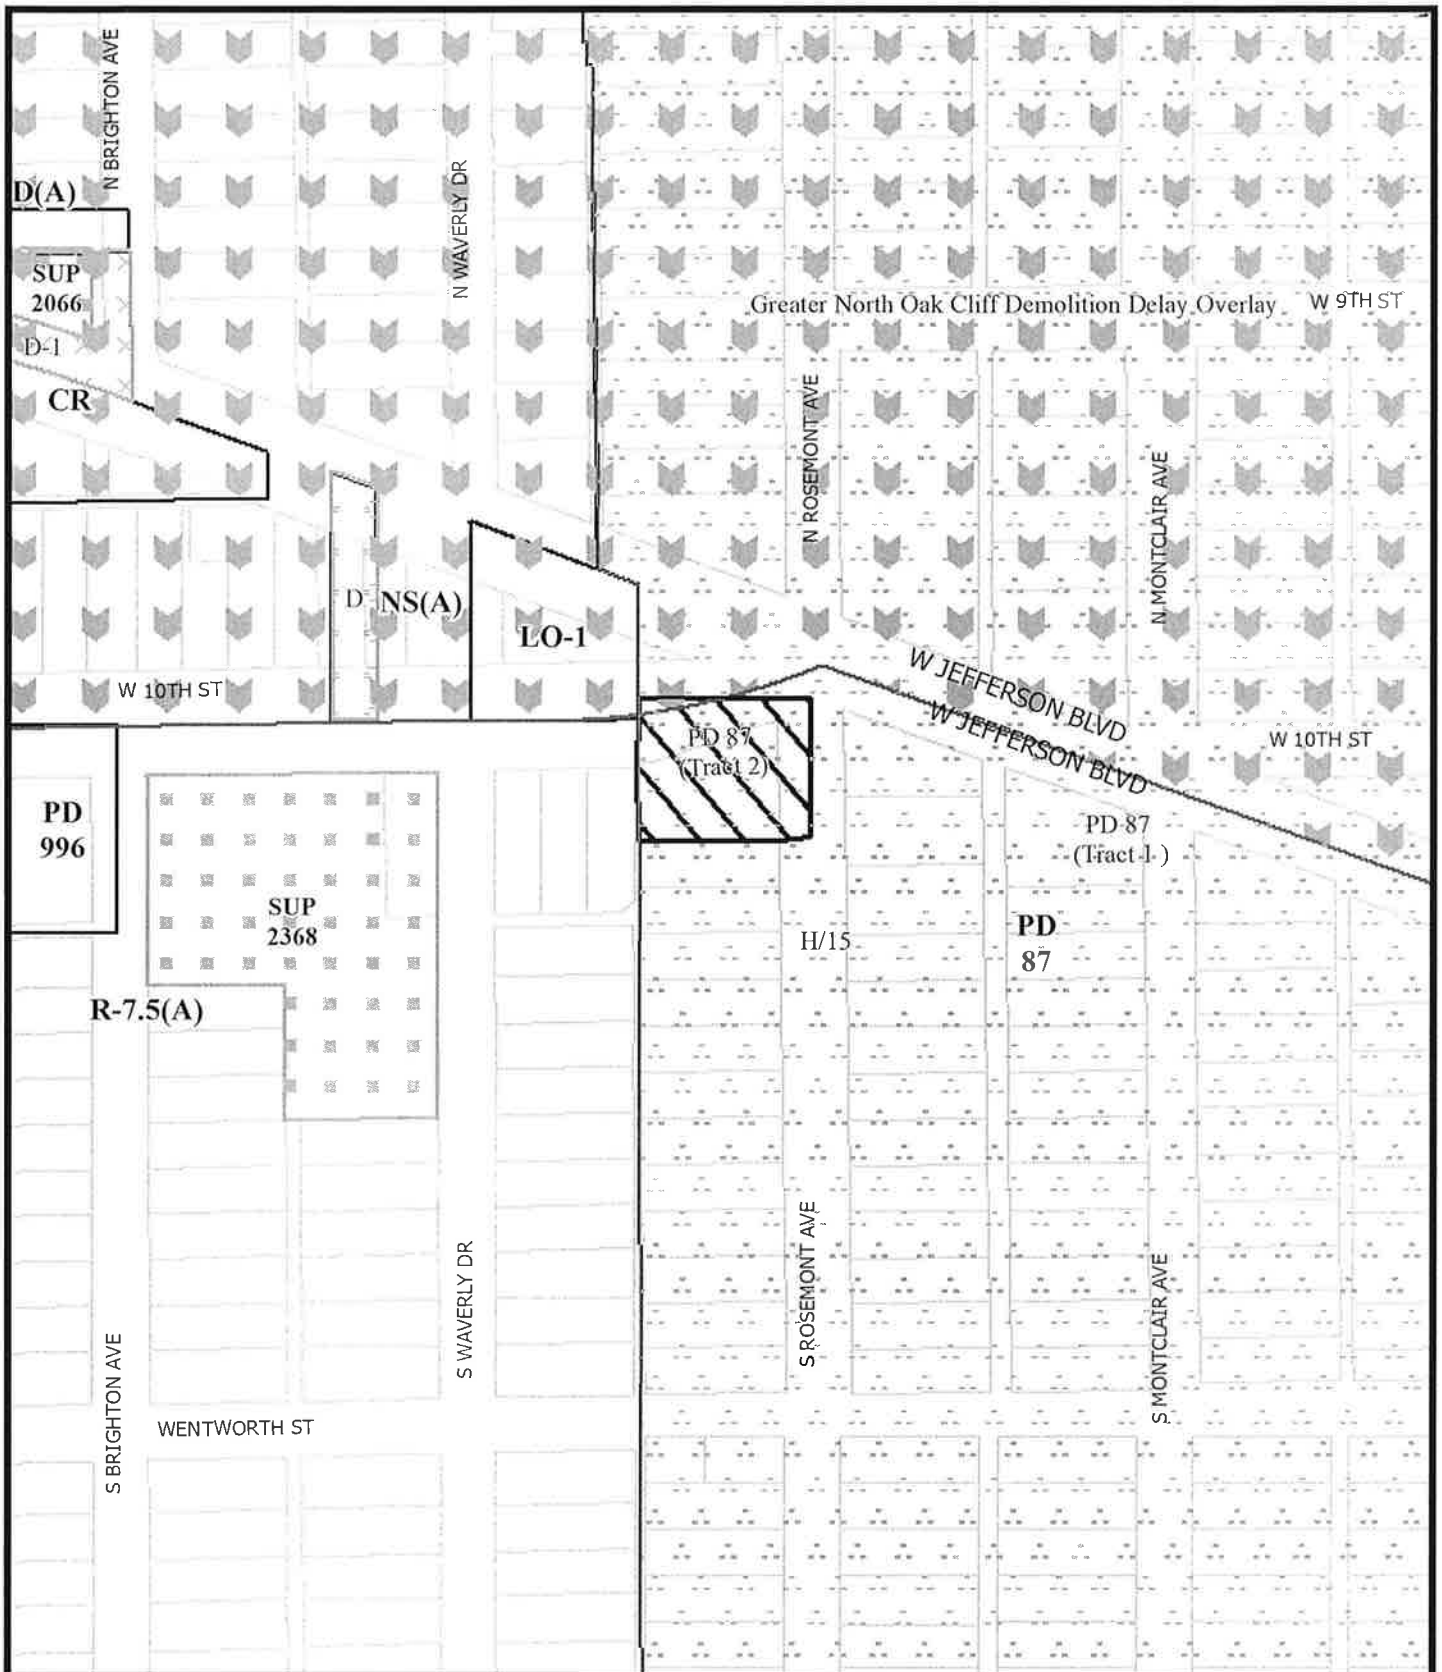 N BRIGHTON AVE
N WAVERLY DR
D(A)
SUP
2066
D-1
CR
Greater North Oak Cliff Demolition Delay Overlay
W 9TH ST
N ROSEMONT AVE
N MONTCLAIR AVE
D
NS(A)
LO-1
W 10TH ST
W JEFFERSON BLVD
W JEFFERSON BLVD
W 10TH ST
PD 87
(Tract 2)
PD
996
PD 87
(Tract 1 )
SUP
2368
H/15
PD
87
R-7.5(A)
S WAVERLY DR
S ROSEMONT AVE
S MONTCLAIR AVE
S BRIGHTON AVE
WENTWORTH ST